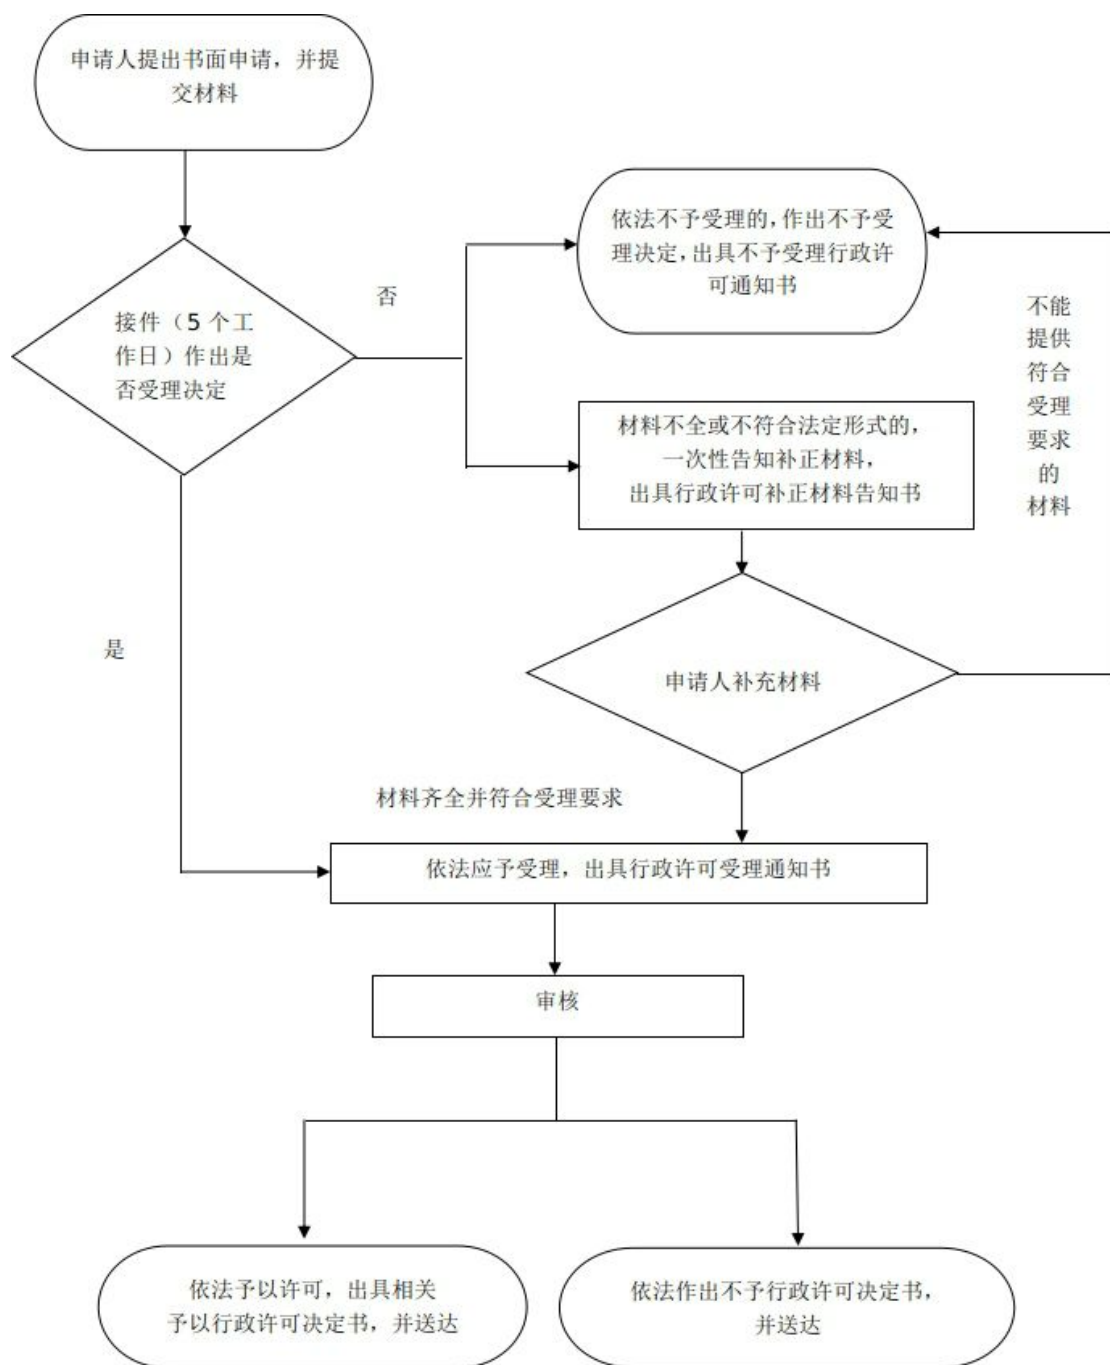 申请人提出书面申请，并提
交材料
依法不予受理的，作出不予受
理决定，出具不予受理行政许
可通知书
否
接件（5 个工
作日）作出是
否受理决定
不能
提供
符合
受理
要求
的
材料
材料不全或不符合法定形式的，
一次性告知补正材料，
出具行政许可补正材料告知书
是
申请人补充材料
材料齐全并符合受理要求
依法应予受理，出具行政许可受理通知书
审核
依法予以许可，出具相关
予以行政许可决定书，并送达
依法作出不予行政许可决定书，
并送达